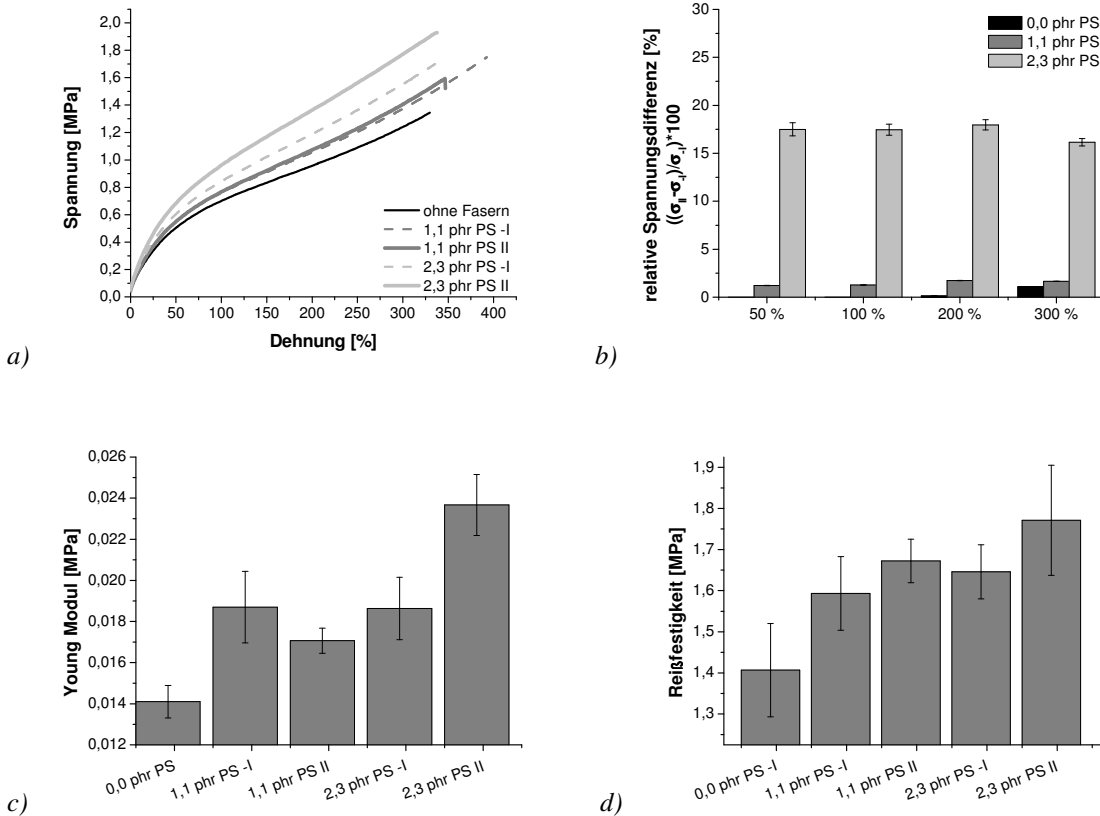 2,0
1,8
1,6
1,4
1,2
1,0
0,8
0,6
0,4
0,2
0,0
Spannung [MPa]
0 50 100 150 200 250 300 350 400
Dehnung [%]
ohne Fasern
1,1 phr PS -I
1,1 phr PS II
2,3 phr PS -I
2,3 phr PS II
a)
30
25
20
15
10
5
0
relative Spannungsdifferenz [%]
((σII-σ-I)/σ-I)*100
0,0 phr PS
1,1 phr PS
2,3 phr PS
50 % 100 % 200 % 300 %
b)
0,026
0,024
0,022
0,020
0,018
0,016
0,014
0,012
Young Modul [MPa]
0,0 phr PS
1,1 phr PS -I
1,1 phr PS II
2,3 phr PS -I
2,3 phr PS II
c)
1,9
1,8
1,7
1,6
1,5
1,4
1,3
Reißfestigkeit [MPa]
0,0 phr PS -I
1,1 phr PS -I
1,1 phr PS II
2,3 phr PS -I
2,3 phr PS II
d)